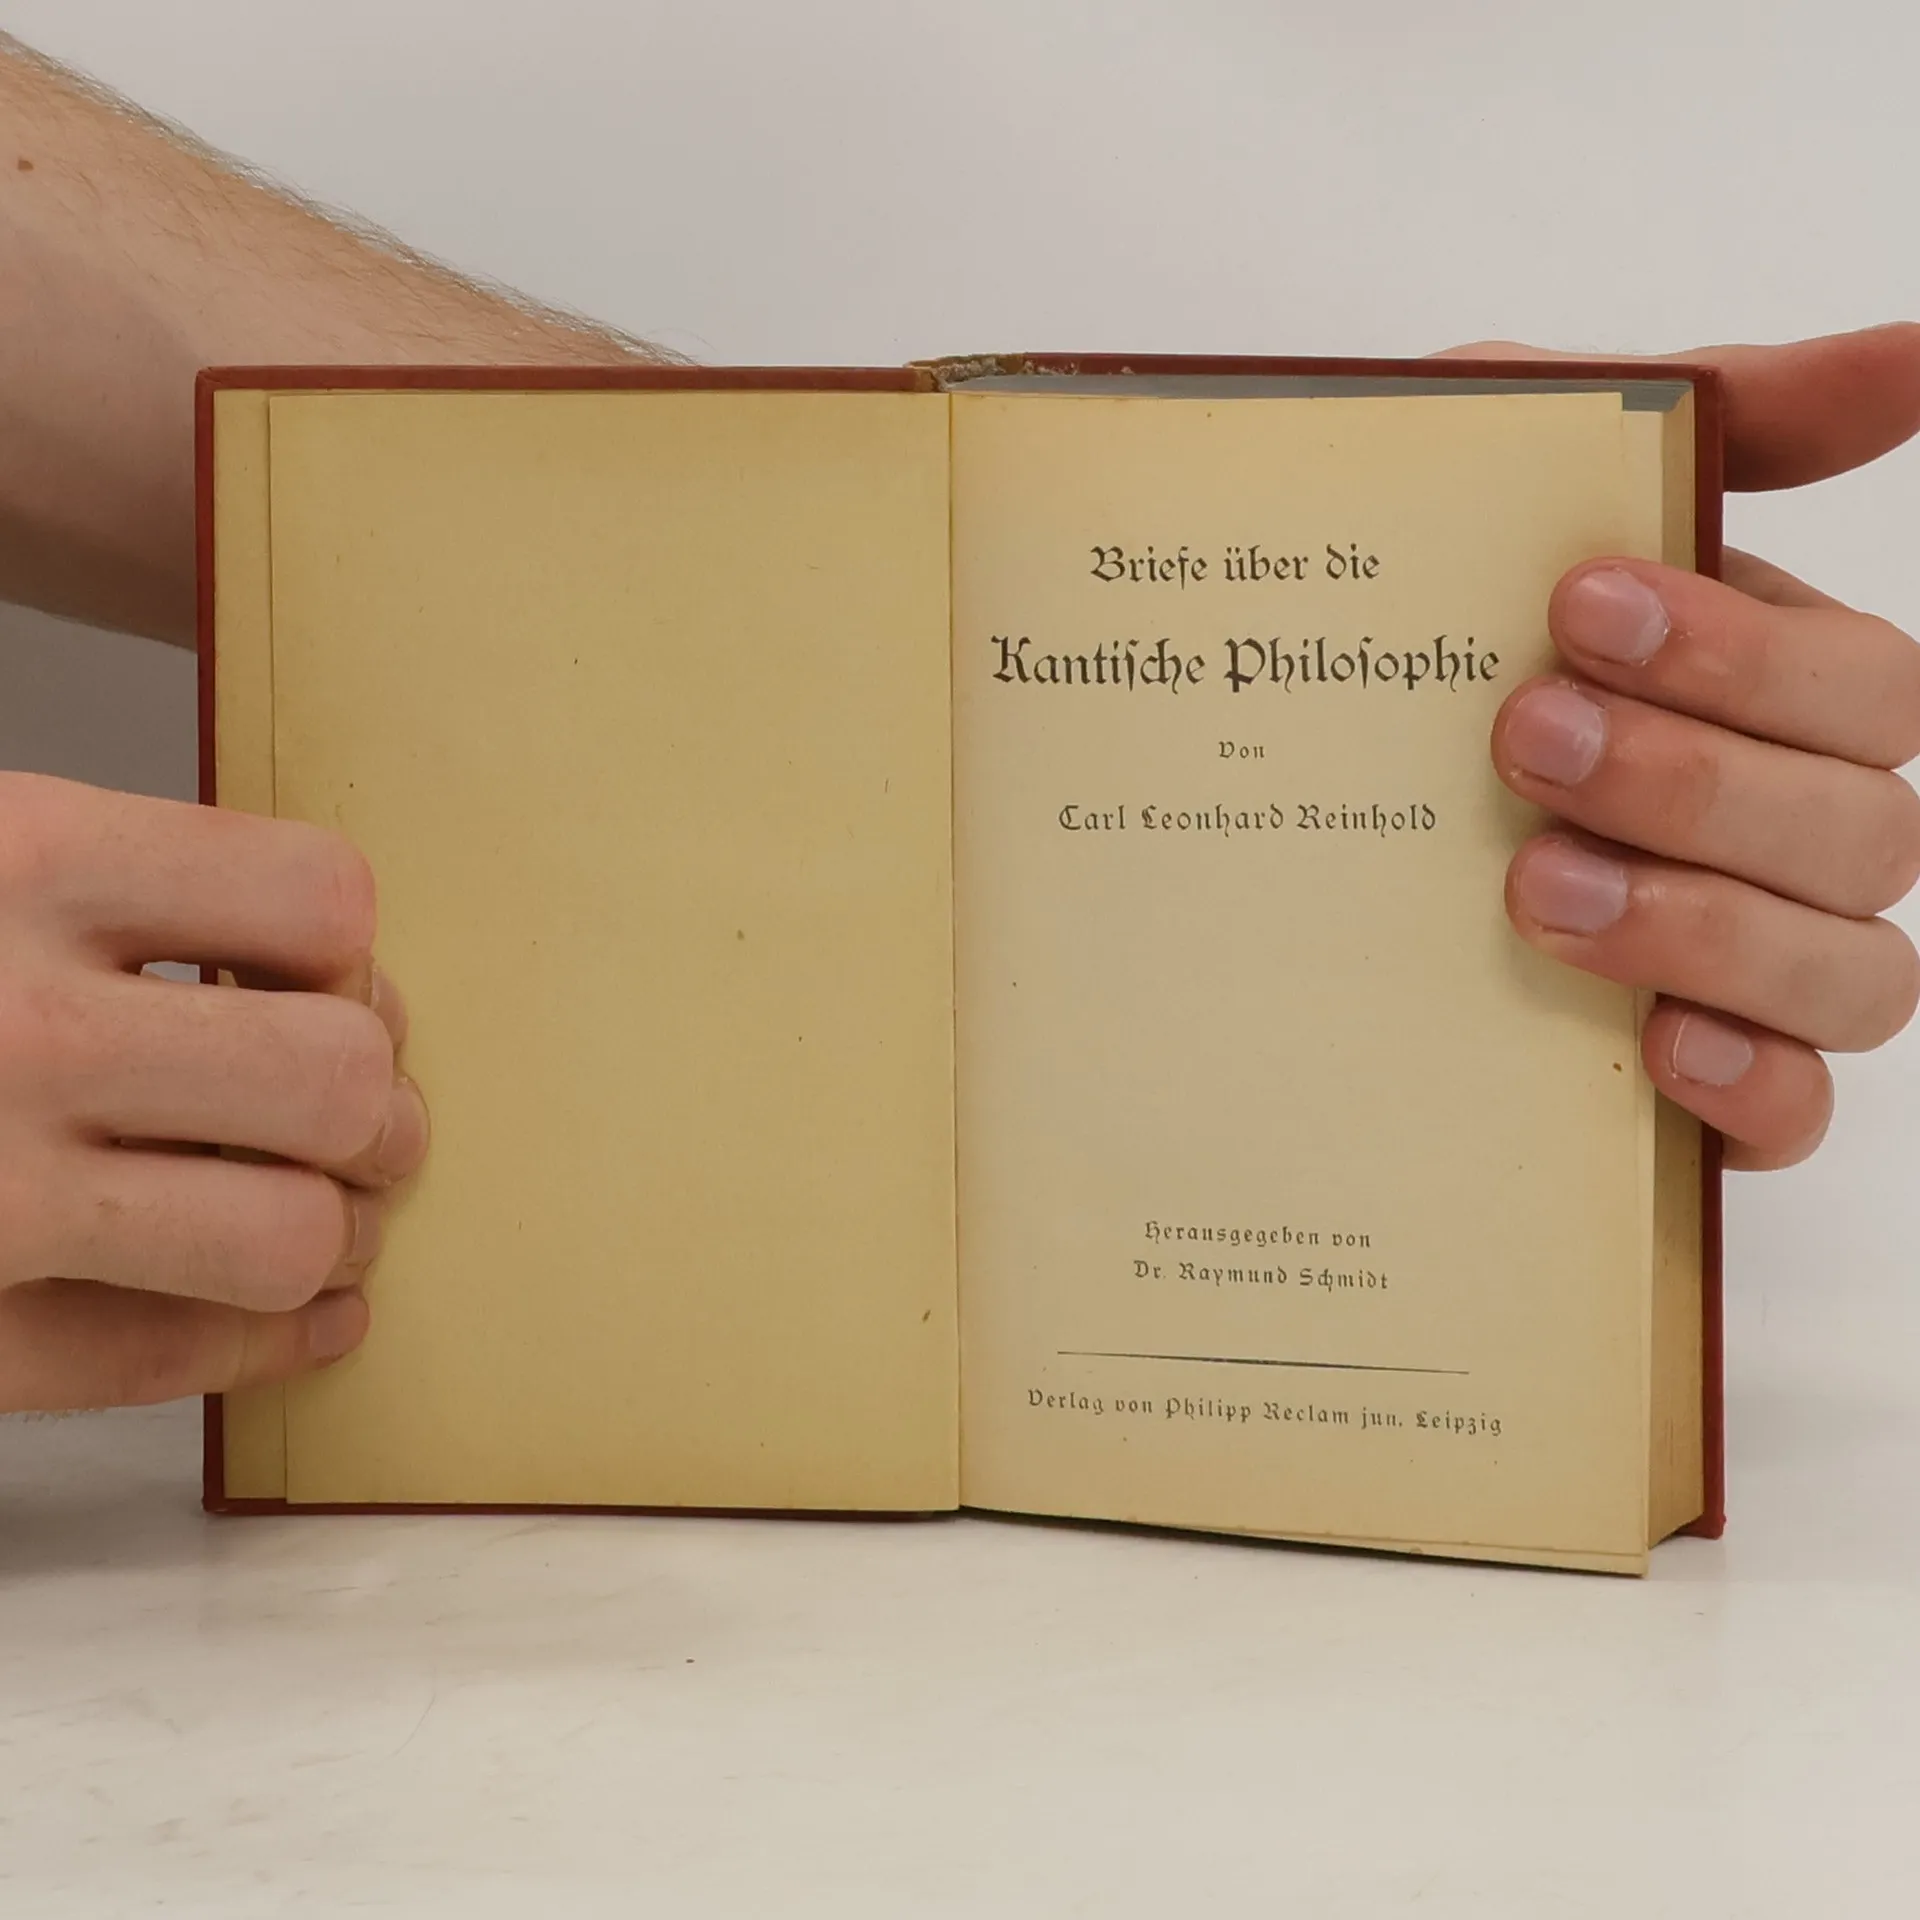 Briefe über die
Kantiſche Philoſophie
Von
Carl Leonhard Reinhold
Herausgegeben von
Dr. Raymund Schmidt
Verlag von Philipp Reclam jun. Leipzig